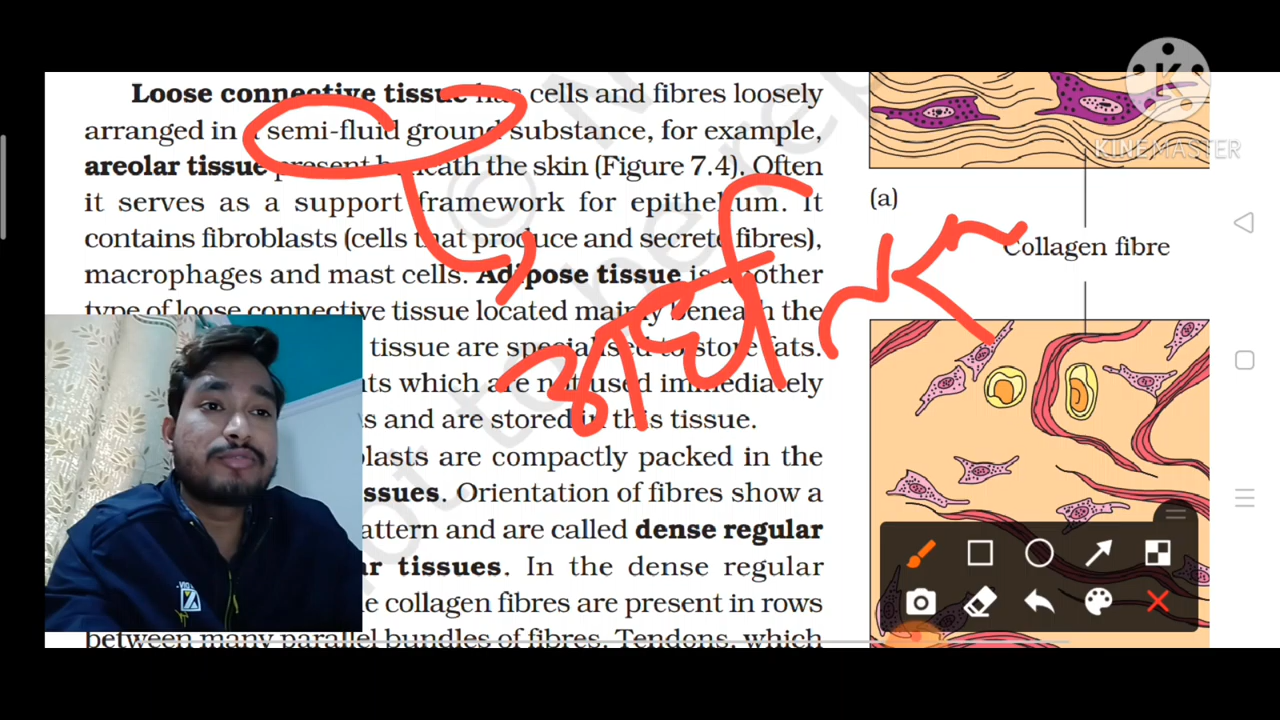 Loose connective tissue has cells and fibres loosely
arranged in a semi-fluid ground substance, for example,
areolar tissue present beneath the skin (Figure 7.4). Often
it serves as a support framework for epithelium. It
contains fibroblasts (cells that produce and secrete fibres),
macrophages and mast cells. Adipose tissue is another
type of loose connective tissue located mainly beneath the
tissue are specialised to store fats.
which are not used immediately
and are stored in this tissue.
are compactly packed in the
Orientation of fibres show a
and are called dense regular
tissues. In the dense regular
collagen fibres are present in rows
between many parallel bundles of fibres. Tendons, which
(a)
Collagen fibre
KINEMASTER